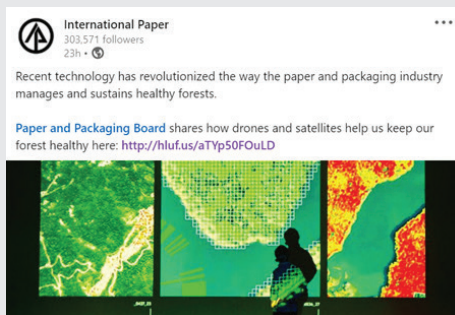 International Paper
303,571 followers
23h •
Recent technology has revolutionized the way the paper and packaging industry
manages and sustains healthy forests.
Paper and Packaging Board shares how drones and satellites help us keep our
forest healthy here: http://hluf.us/aTYp50FOuLD